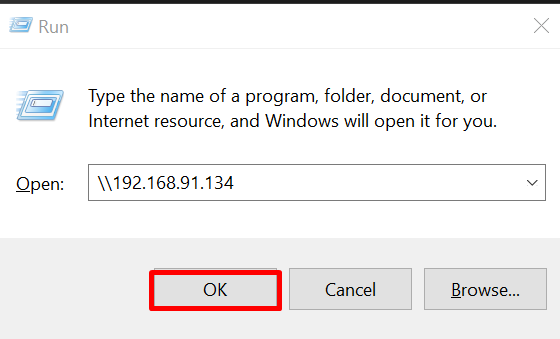 Run
Type the name of a program, folder, document, or
Internet resource, and Windows will open it for you.
Open: \\192.168.91.134
OK Cancel Browse...